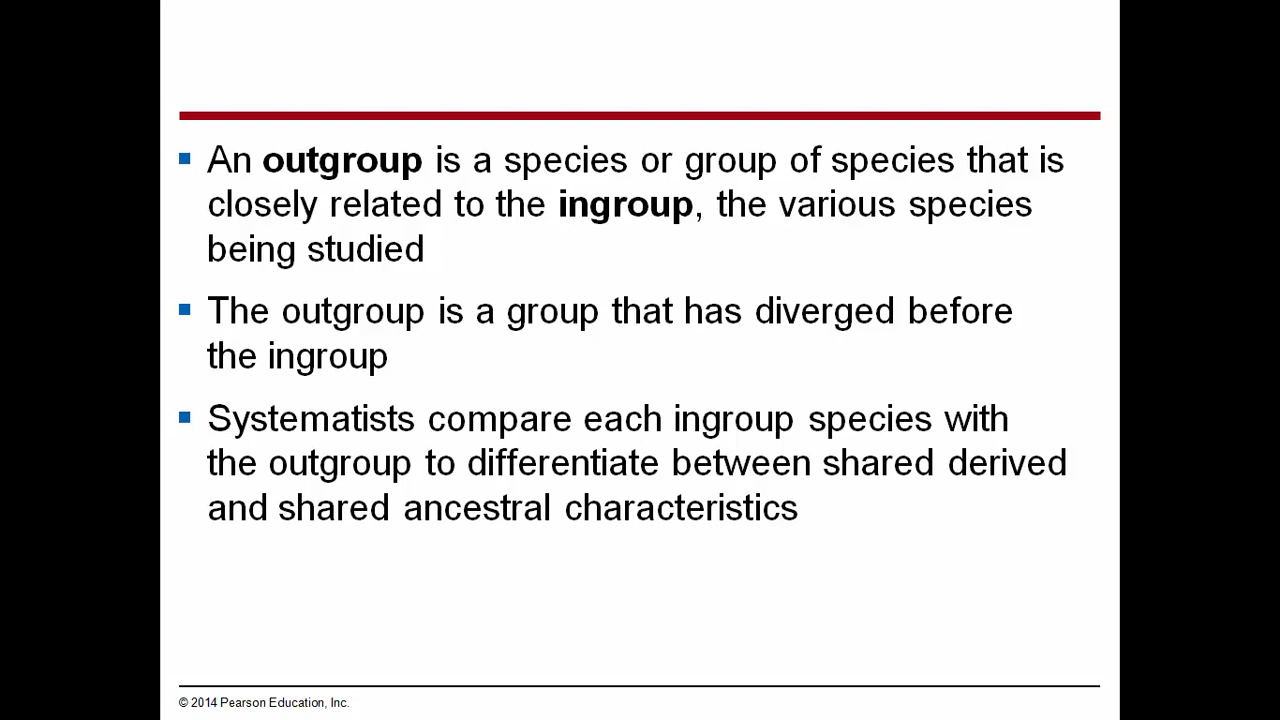 An outgroup is a species or group of species that is
closely related to the ingroup, the various species
being studied
The outgroup is a group that has diverged before
the ingroup
Systematists compare each ingroup species with
the outgroup to differentiate between shared derived
and shared ancestral characteristics
© 2014 Pearson Education, Inc.